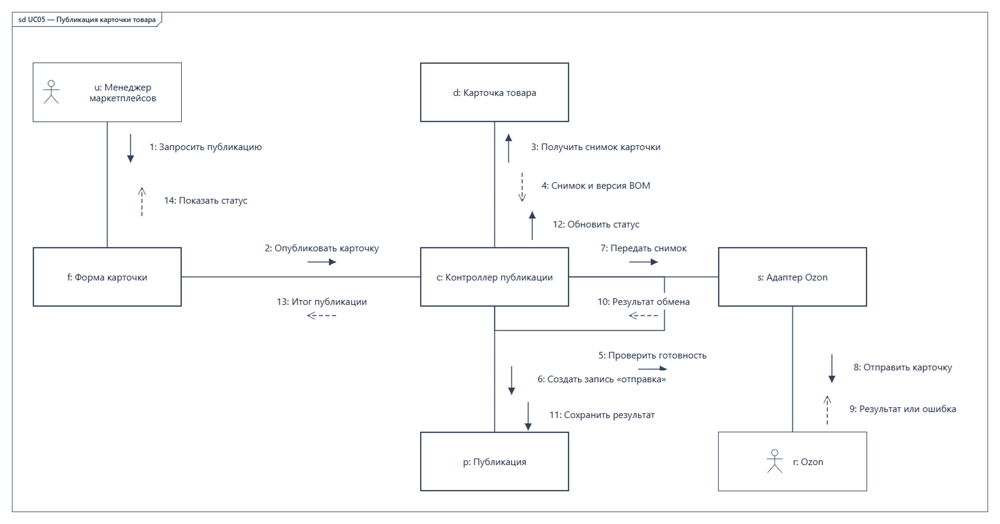 sd UC05 — Публикация карточки товара
u: Менеджер
маркетплейсов
d: Карточка товара
1: Запросить публикацию
3: Получить снимок карточки
4: Снимок и версия BOM
14: Показать статус
12: Обновить статус
2: Опубликовать карточку
7: Передать снимок
f: Форма карточки
c: Контроллер публикации
s: Адаптер Ozon
13: Итог публикации
10: Результат обмена
5: Проверить готовность
8: Отправить карточку
6: Создать запись «отправка»
9: Результат или ошибка
11: Сохранить результат
p: Публикация
r: Ozon